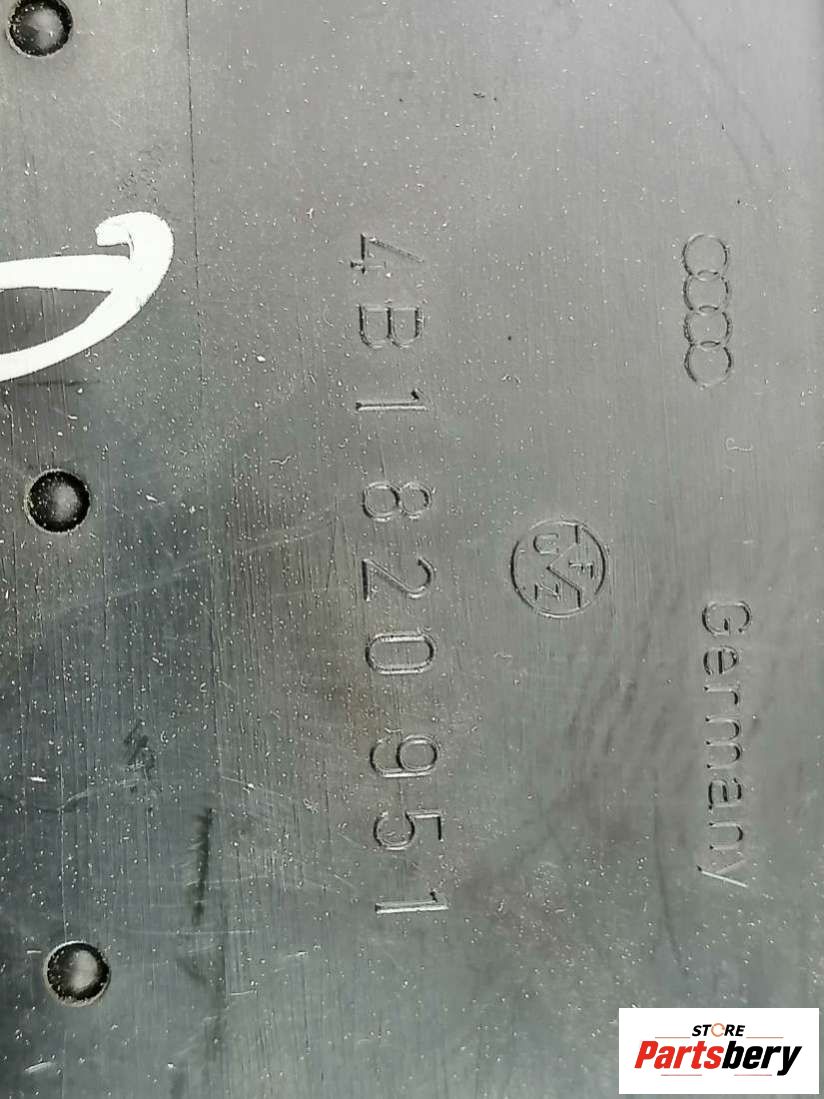 Germany
4B1 820 951
STORE
Partsbery